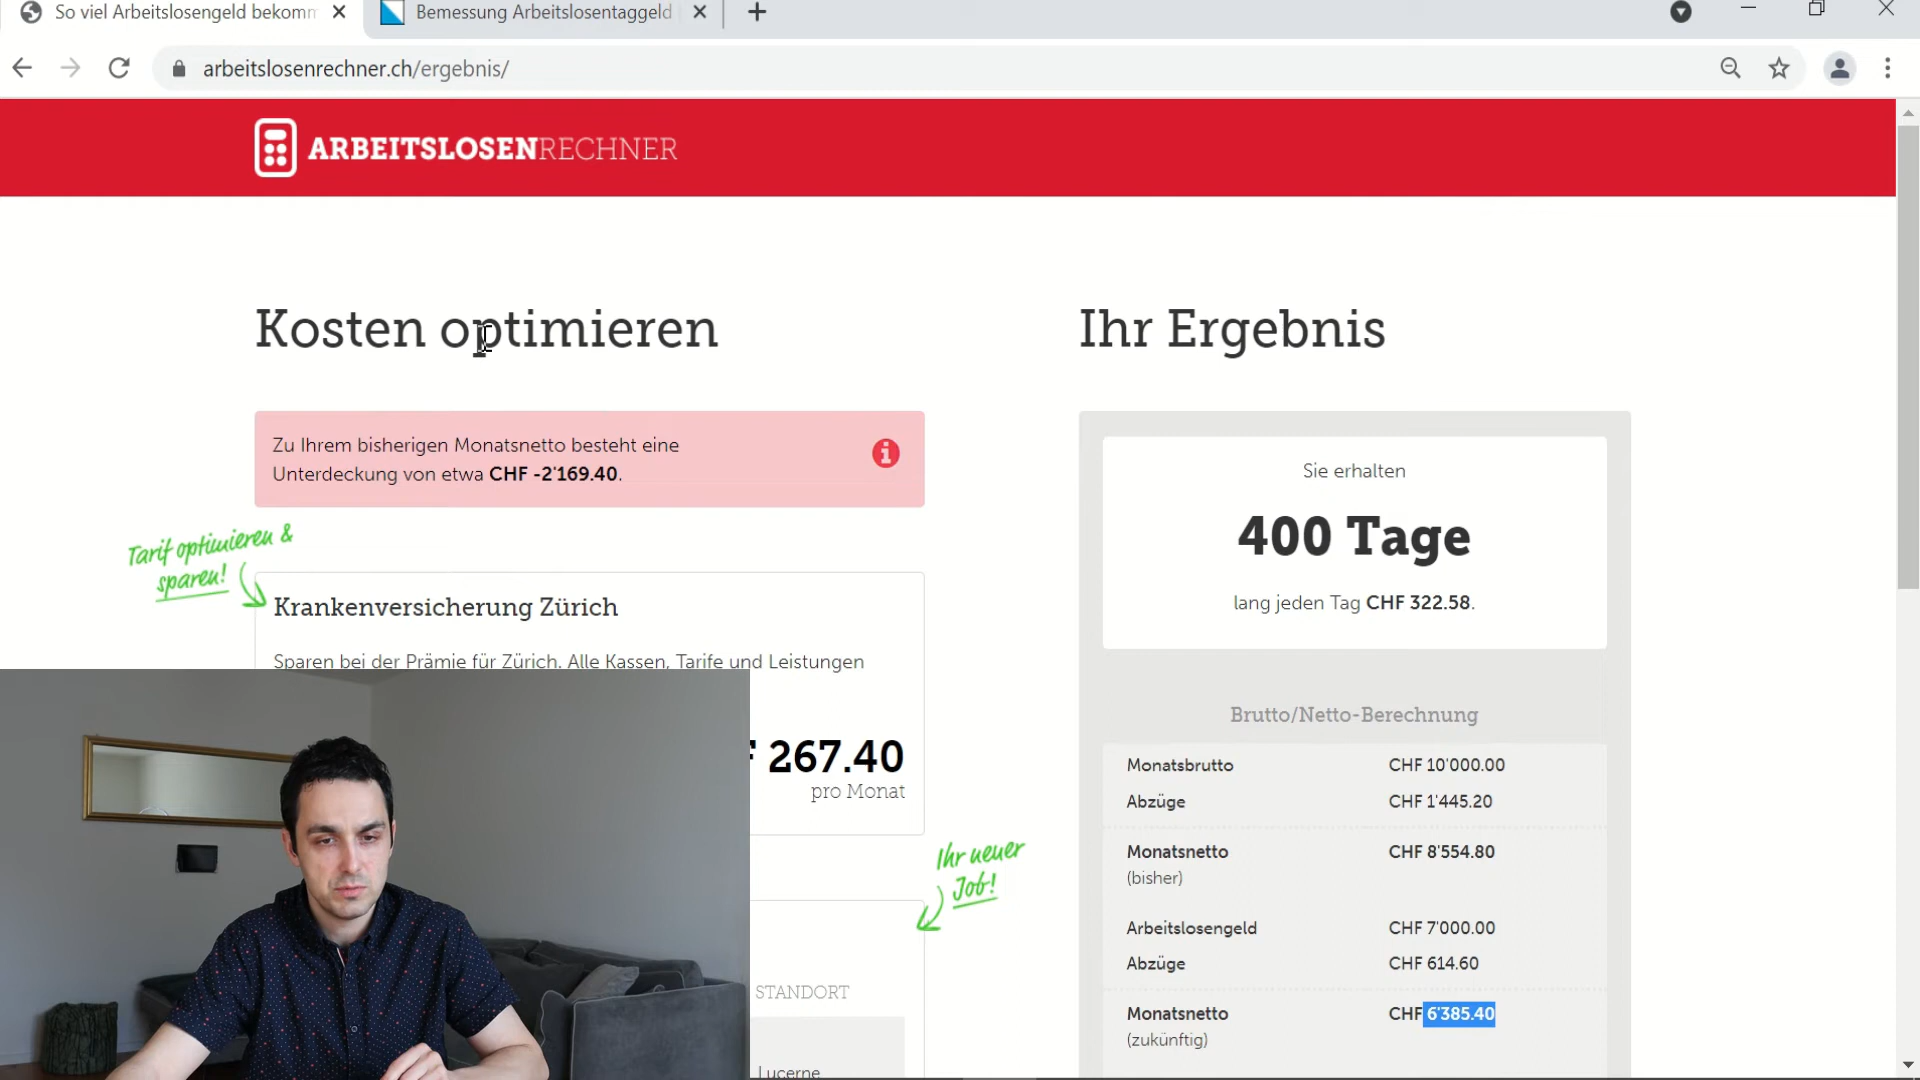 So viel Arbeitslosengeld bekomm
Bemessung Arbeitslosentaggeld
arbeitslosenrechner.ch/ergebnis/
ARBEITSLOSENRECHNER
Kosten optimieren
Zu Ihrem bisherigen Monatsnetto besteht eine
Unterdeckung von etwa CHF -2'169.40.
Tarif optimieren &
sparen!
Krankenversicherung Zürich
Sparen bei der Prämie für Zürich. Alle Kassen, Tarife und Leistungen
267.40
pro Monat
Ihr neuer
Job!
STANDORT
Lucerne
Ihr Ergebnis
Sie erhalten
400 Tage
lang jeden Tag CHF 322.58.
Brutto/Netto-Berechnung
Monatsbrutto CHF 10'000.00
Abzüge CHF 1'445.20
Monatsnetto CHF 8'554.80
(bisher)
Arbeitslosengeld CHF 7'000.00
Abzüge CHF 614.60
Monatsnetto CHF 6'385.40
(zukünftig)